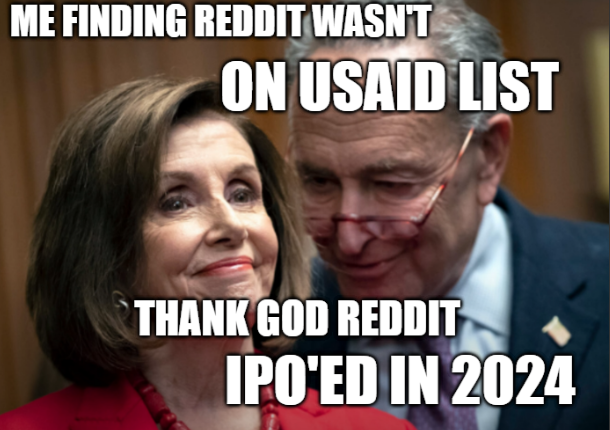 ME FINDING REDDIT WASN'T
ON USAID LIST
THANK GOD REDDIT
IPO'ED IN 2024